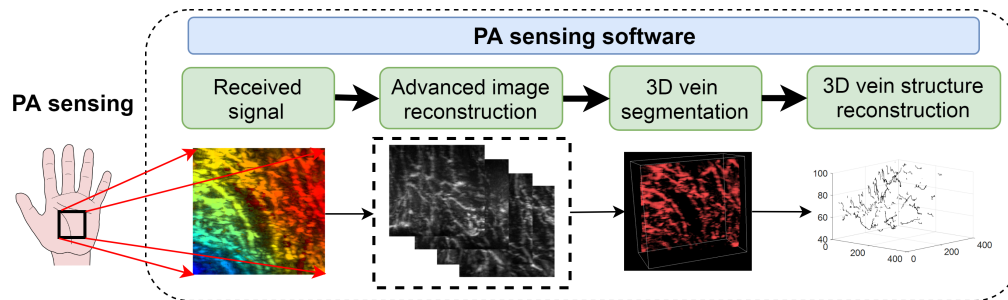 PA sensing software
PA sensing
Received
signal
Advanced image
reconstruction
3D vein
segmentation
3D vein structure
reconstruction
100
80
60
40
0
200
400
0
200
400